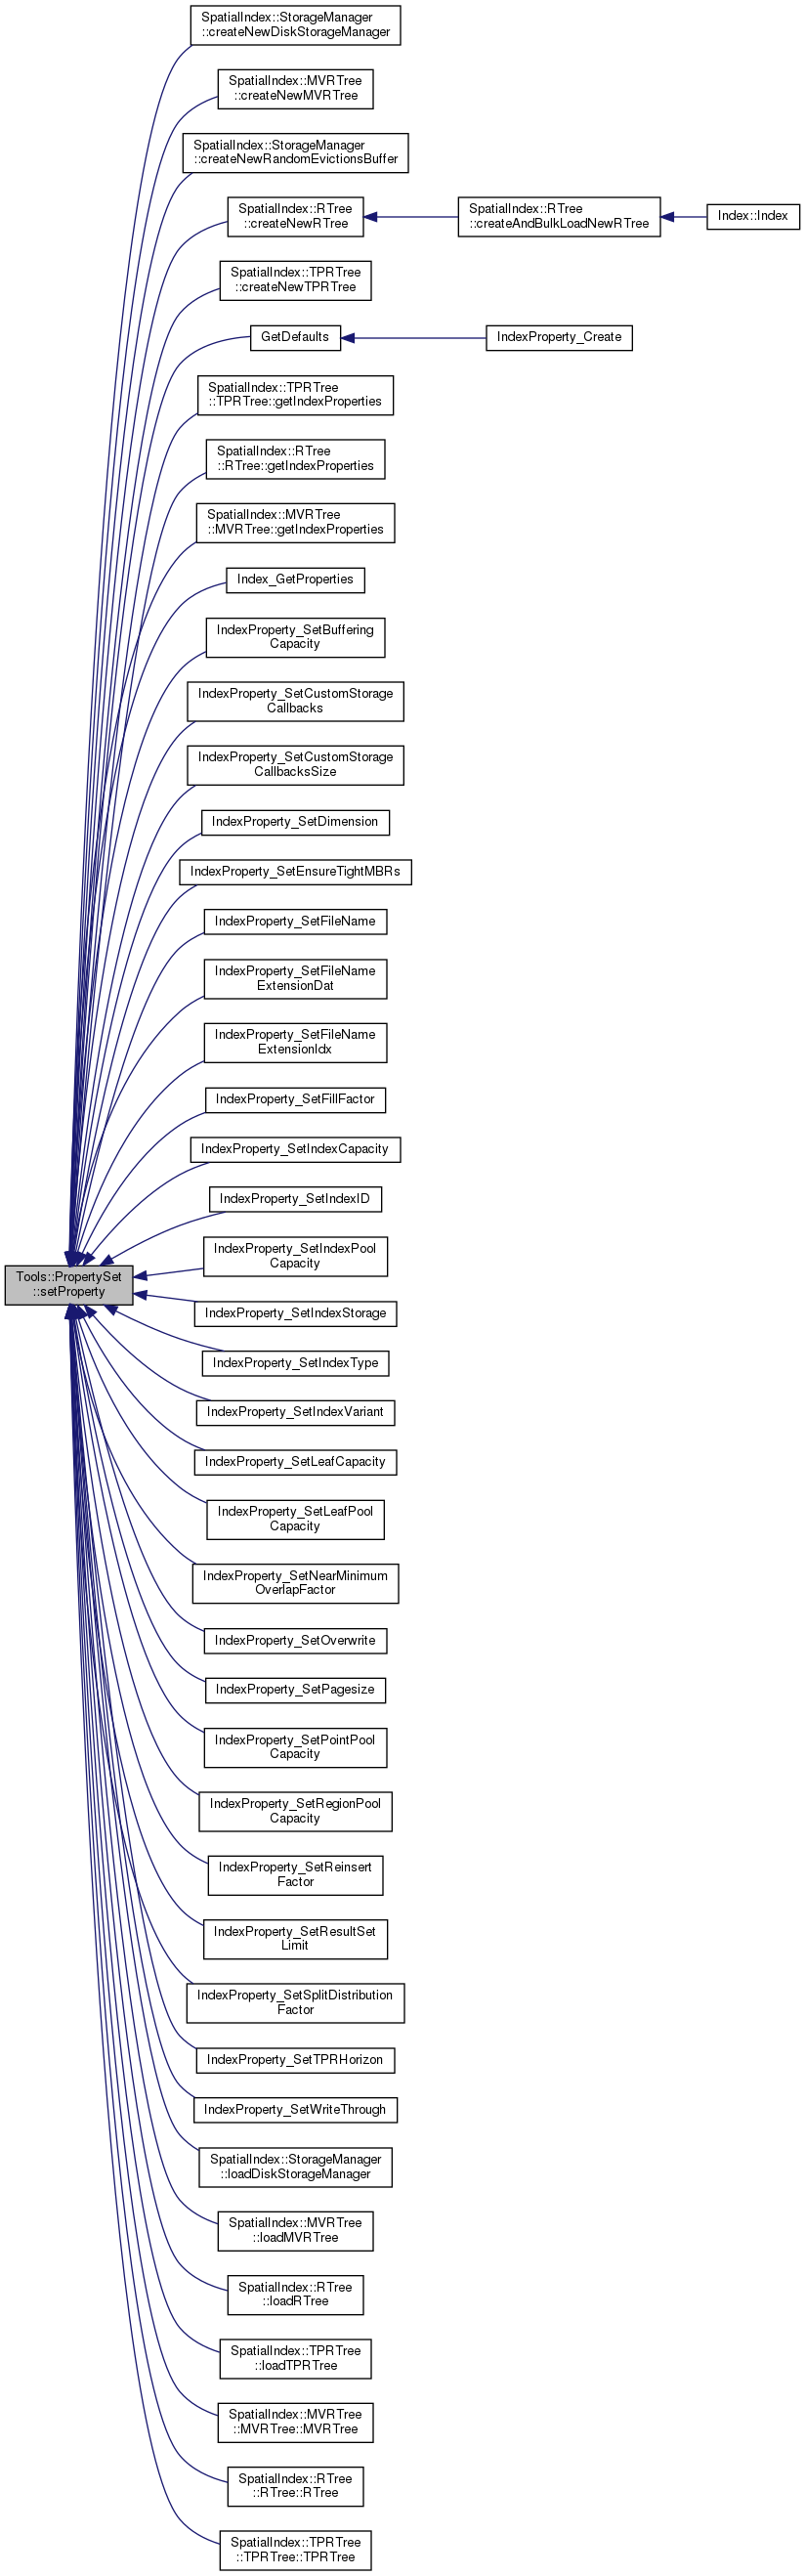 SpatialIndex::StorageManager
::createNewDiskStorageManager
SpatialIndex::MVRTree
::createNewMVRTree
SpatialIndex::StorageManager
::createNewRandomEvictionsBuffer
SpatialIndex::RTree
::createNewRTree
SpatialIndex::RTree
::createAndBulkLoadNewRTree
Index::Index
SpatialIndex::TPRTree
::createNewTPRTree
GetDefaults
IndexProperty_Create
SpatialIndex::TPRTree
::TPRTree::getIndexProperties
SpatialIndex::RTree
::RTree::getIndexProperties
SpatialIndex::MVRTree
::MVRTree::getIndexProperties
Index_GetProperties
IndexProperty_SetBuffering
Capacity
IndexProperty_SetCustomStorage
Callbacks
IndexProperty_SetCustomStorage
CallbacksSize
IndexProperty_SetDimension
IndexProperty_SetEnsureTightMBRs
IndexProperty_SetFileName
IndexProperty_SetFileName
ExtensionDat
IndexProperty_SetFileName
ExtensionIdx
IndexProperty_SetFillFactor
IndexProperty_SetIndexCapacity
IndexProperty_SetIndexID
IndexProperty_SetIndexPool
Capacity
Tools::PropertySet
::setProperty
IndexProperty_SetIndexStorage
IndexProperty_SetIndexType
IndexProperty_SetIndexVariant
IndexProperty_SetLeafCapacity
IndexProperty_SetLeafPool
Capacity
IndexProperty_SetNearMinimum
OverlapFactor
IndexProperty_SetOverwrite
IndexProperty_SetPagesize
IndexProperty_SetPointPool
Capacity
IndexProperty_SetRegionPool
Capacity
IndexProperty_SetReinsert
Factor
IndexProperty_SetResultSet
Limit
IndexProperty_SetSplitDistribution
Factor
IndexProperty_SetTPRHorizon
IndexProperty_SetWriteThrough
SpatialIndex::StorageManager
::loadDiskStorageManager
SpatialIndex::MVRTree
::loadMVRTree
SpatialIndex::RTree
::loadRTree
SpatialIndex::TPRTree
::loadTPRTree
SpatialIndex::MVRTree
::MVRTree::MVRTree
SpatialIndex::RTree
::RTree::RTree
SpatialIndex::TPRTree
::TPRTree::TPRTree